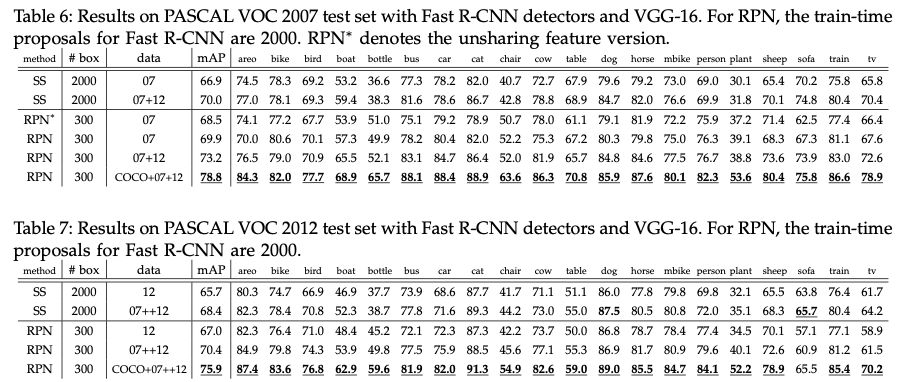 Table 6: Results on PASCAL VOC 2007 test set with Fast R-CNN detectors and VGG-16. For RPN, the train-time
proposals for Fast R-CNN are 2000. RPN* denotes the unsharing feature version.
method # box data mAP areo bike bird boat bottle bus car cat chair cow table dog horse mbike person plant sheep sofa train tv
SS 2000 07 66.9 74.5 78.3 69.2 53.2 36.6 77.3 78.2 82.0 40.7 72.7 67.9 79.6 79.2 73.0 69.0 30.1 65.4 70.2 75.8 65.8
SS 2000 07+12 70.0 77.0 78.1 69.3 59.4 38.3 81.6 78.6 86.7 42.8 78.8 68.9 84.7 82.0 76.6 69.9 31.8 70.1 74.8 80.4 70.4
RPN* 300 07 68.5 74.1 77.2 67.7 53.9 51.0 75.1 79.2 78.9 50.7 78.0 61.1 79.1 81.9 72.2 75.9 37.2 71.4 62.5 77.4 66.4
RPN 300 07 69.9 70.0 80.6 70.1 57.3 49.9 78.2 80.4 82.0 52.2 75.3 67.2 80.3 79.8 75.0 76.3 39.1 68.3 67.3 81.1 67.6
RPN 300 07+12 73.2 76.5 79.0 70.9 65.5 52.1 83.1 84.7 86.4 52.0 81.9 65.7 84.8 84.6 77.5 76.7 38.8 73.6 73.9 83.0 72.6
RPN 300 COCO+07+12 78.8 84.3 82.0 77.7 68.9 65.7 88.1 88.4 88.9 63.6 86.3 70.8 85.9 87.6 80.1 82.3 53.6 80.4 75.8 86.6 78.9
Table 7: Results on PASCAL VOC 2012 test set with Fast R-CNN detectors and VGG-16. For RPN, the train-time
proposals for Fast R-CNN are 2000.
method # box data mAP areo bike bird boat bottle bus car cat chair cow table dog horse mbike person plant sheep sofa train tv
SS 2000 12 65.7 80.3 74.7 66.9 46.9 37.7 73.9 68.6 87.7 41.7 71.1 51.1 86.0 77.8 79.8 69.8 32.1 65.5 63.8 76.4 61.7
SS 2000 07++12 68.4 82.3 78.4 70.8 52.3 38.7 77.8 71.6 89.3 44.2 73.0 55.0 87.5 80.5 80.8 72.0 35.1 68.3 65.7 80.4 64.2
RPN 300 12 67.0 82.3 76.4 71.0 48.4 45.2 72.1 72.3 87.3 42.2 73.7 50.0 86.8 78.7 78.4 77.4 34.5 70.1 57.1 77.1 58.9
RPN 300 07++12 70.4 84.9 79.8 74.3 53.9 49.8 77.5 75.9 88.5 45.6 77.1 55.3 86.9 81.7 80.9 79.6 40.1 72.6 60.9 81.2 61.5
RPN 300 COCO+07++12 75.9 87.4 83.6 76.8 62.9 59.6 81.9 82.0 91.3 54.9 82.6 59.0 89.0 85.5 84.7 84.1 52.2 78.9 65.5 85.4 70.2